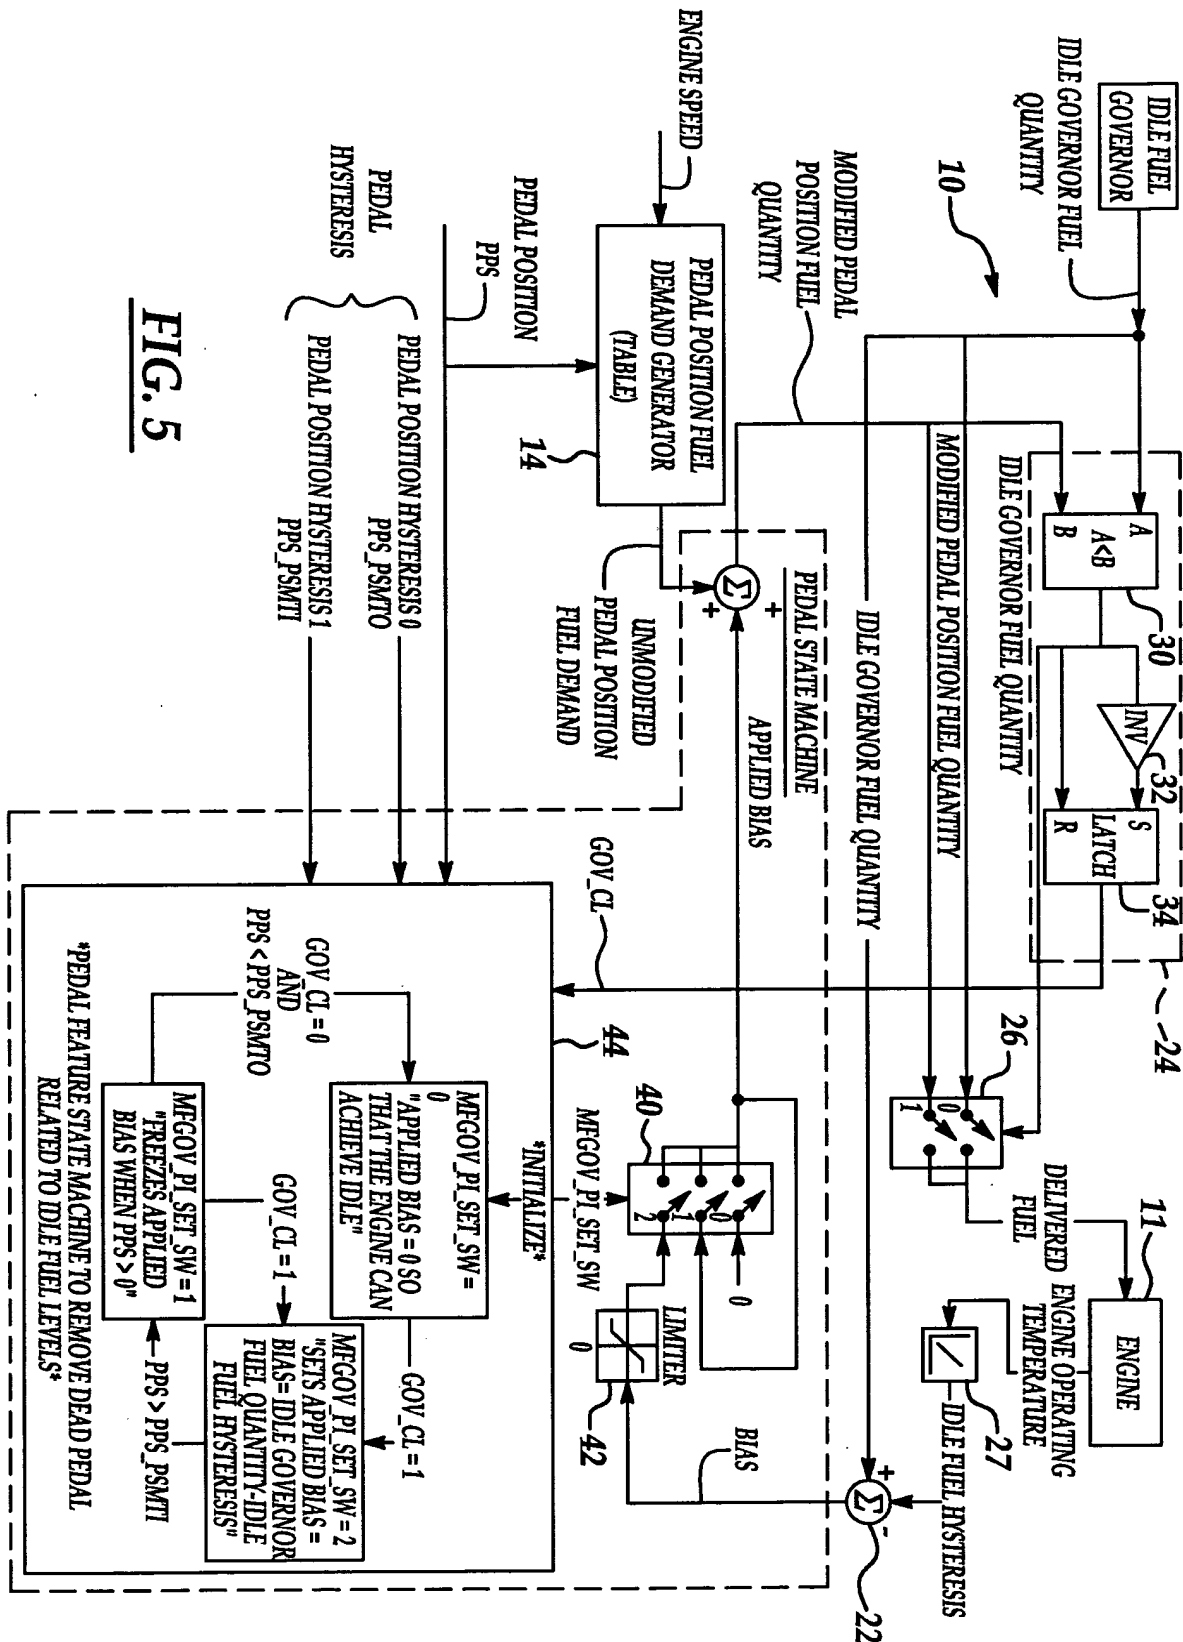 IDLE FUEL
GOVERNOR
IDLE GOVERNOR FUEL
QUANTITY
10
A
A<B
B
30
INV
32
S
LATCH
R
34
24
IDLE GOVERNOR FUEL QUANTITY
MODIFIED PEDAL POSITION FUEL QUANTITY
IDLE GOVERNOR FUEL QUANTITY
26
0
1
DELIVERED
FUEL
11
ENGINE
ENGINE OPERATING
TEMPERATURE
27
IDLE FUEL HYSTERESIS
+
-
Σ
22
MODIFIED PEDAL
POSITION FUEL
QUANTITY
ENGINE SPEED
PEDAL POSITION FUEL
DEMAND GENERATOR
(TABLE)
14
Σ
+
+
PEDAL STATE MACHINE
APPLIED BIAS
UNMODIFIED
PEDAL POSITION
FUEL DEMAND
GOV_CL
40
0
1
2
0
LIMITER
0
42
BIAS
MFGOV_PI_SET_SW
PEDAL POSITION
PPS
PEDAL
HYSTERESIS
PEDAL POSITION HYSTERESIS 0
PPS_PSMTO
PEDAL POSITION HYSTERESIS 1
PPS_PSMTI
44
*INITIALIZE*
MFGOV_PI_SET_SW =
0
"APPLIED BIAS = 0 SO
THAT THE ENGINE CAN
ACHIEVE IDLE"
GOV_CL = 0
AND
PPS < PPS_PSMTO
GOV_CL = 1
MFGOV_PI_SET_SW = 1
"FREEZES APPLIED
BIAS WHEN PPS > 0"
GOV_CL = 1
MFGOV_PI_SET_SW = 2
"SETS APPLIED BIAS =
BIAS= IDLE GOVERNOR
FUEL QUANTITY-IDLE
FUEL HYSTERESIS"
PPS > PPS_PSMTI
*PEDAL FEATURE STATE MACHINE TO REMOVE DEAD PEDAL
RELATED TO IDLE FUEL LEVELS*
FIG. 5